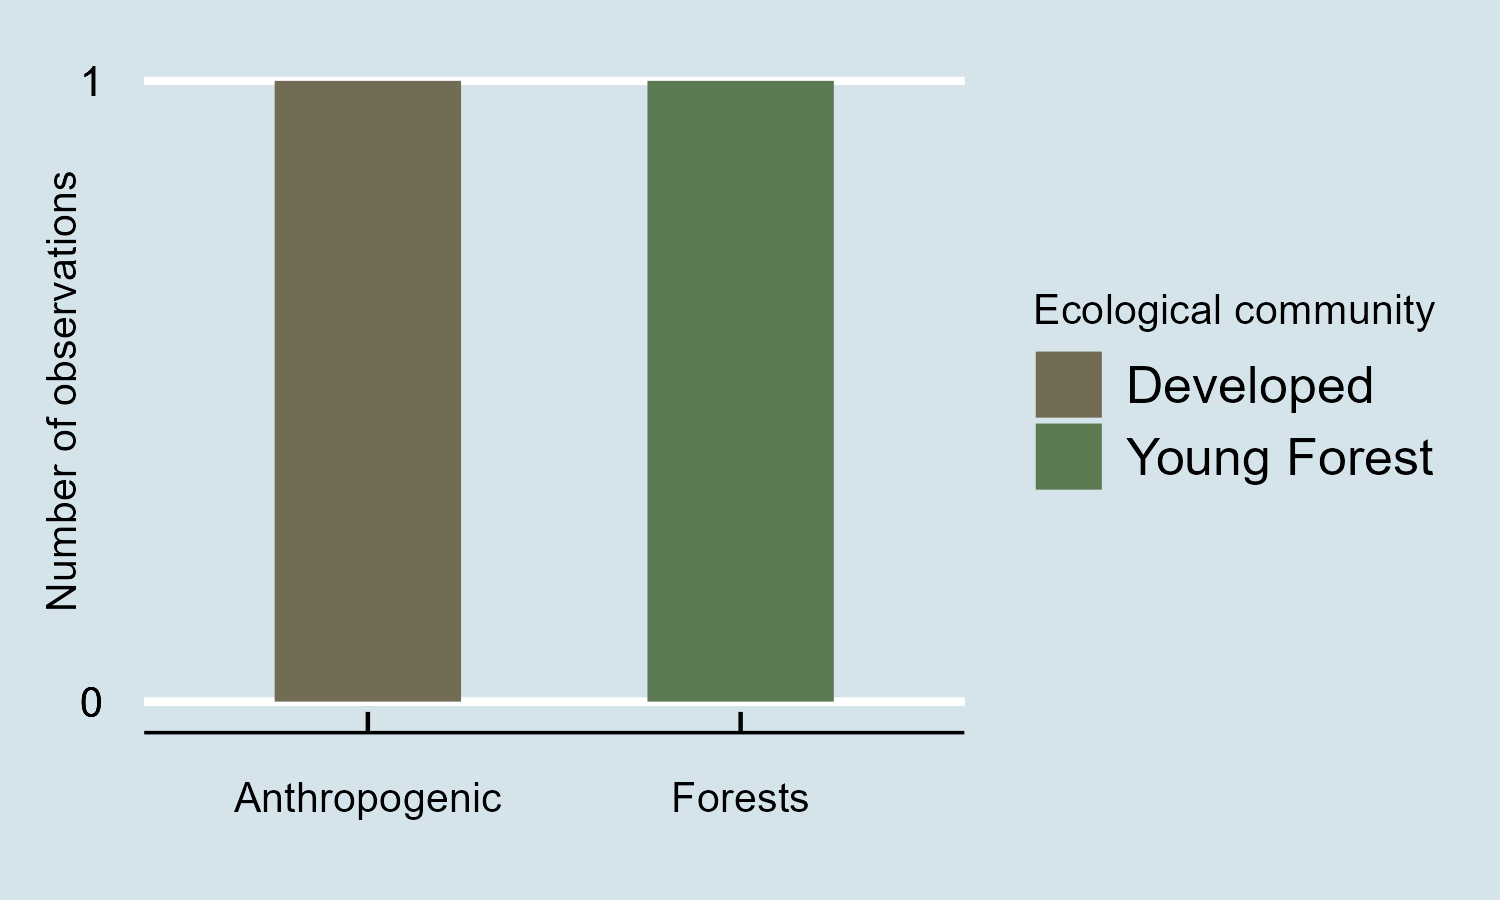 Number of observations
1
0
Anthropogenic
Forests
Ecological community
Developed
Young Forest